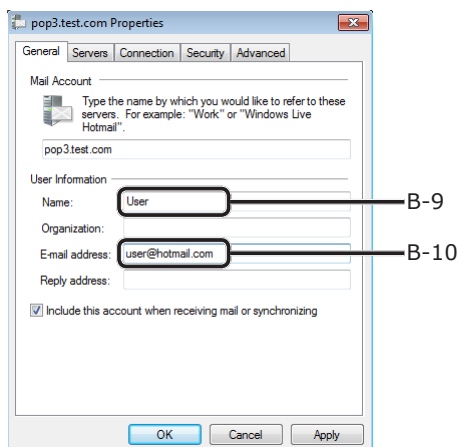 pop3.test.com Properties
General Servers Connection Security Advanced
Mail Account
Type the name by which you would like to refer to these
servers. For example: "Work" or "Windows Live
Hotmail".
pop3.test.com
User Information
Name: User B-9
Organization:
E-mail address: user@hotmail.com B-10
Reply address:
Include this account when receiving mail or synchronizing
OK Cancel Apply